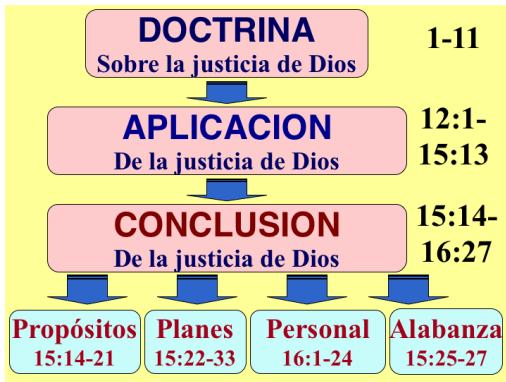 DOCTRINA
Sobre la justicia de Dios
1-11
APLICACION
De la justicia de Dios
12:1-
15:13
CONCLUSION
De la justicia de Dios
15:14-
16:27
Propósitos
15:14-21
Planes
15:22-33
Personal
16:1-24
Alabanza
15:25-27